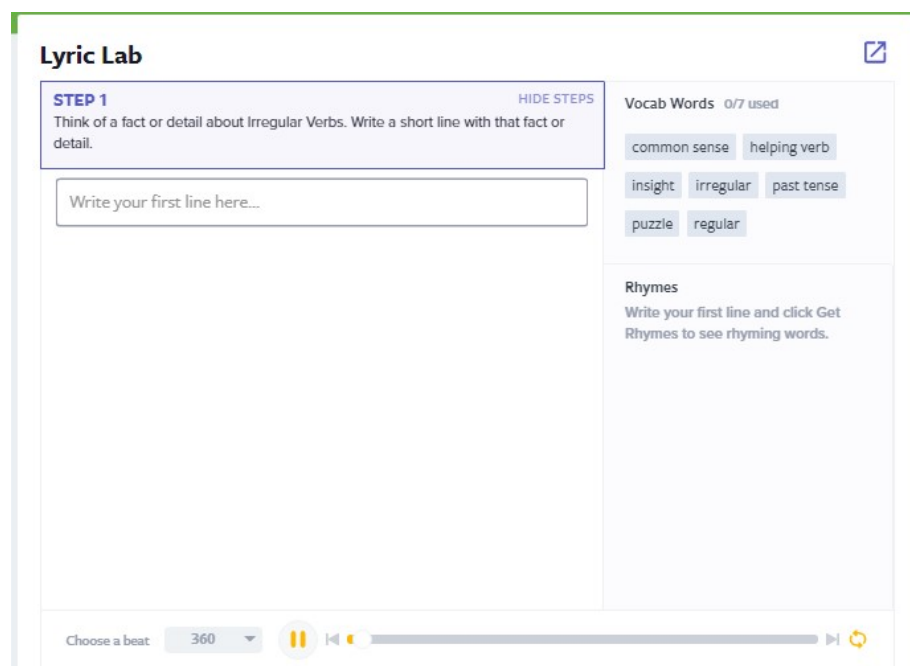 Lyric Lab
STEP 1
HIDE STEPS
Think of a fact or detail about Irregular Verbs. Write a short line with that fact or
detail.
Write your first line here...
Vocab Words 0/7 used
common sense helping verb
insight irregular past tense
puzzle regular
Rhymes
Write your first line and click Get
Rhymes to see rhyming words.
Choose a beat 360